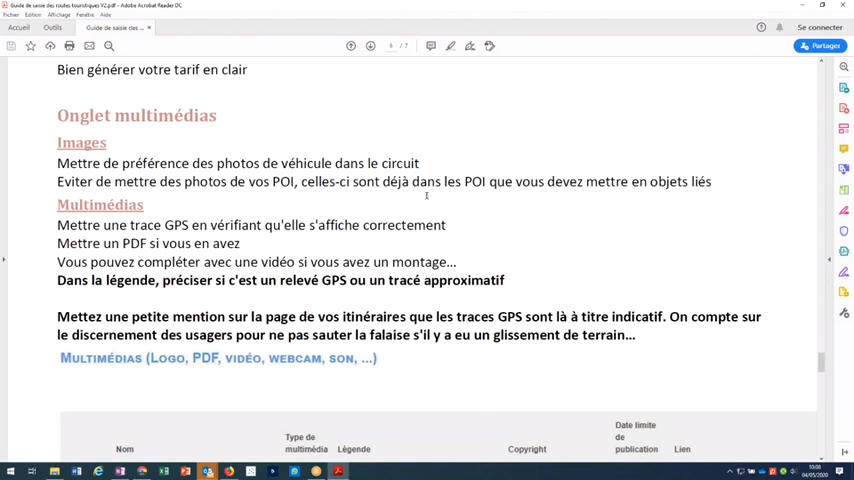 Guide de saisie des routes touristiques V2.pdf - Adobe Acrobat Reader DC
Fichier Edition Affichage Fenêtre Aide
Accueil Outils Guide de saisie des ... × Se connecter
6 / 7 Partager
Bien générer votre tarif en clair
Onglet multimédias
Images
Mettre de préférence des photos de véhicule dans le circuit
Eviter de mettre des photos de vos POI, celles-ci sont déjà dans les POI que vous devez mettre en objets liés
Multimédias
Mettre une trace GPS en vérifiant qu'elle s'affiche correctement
Mettre un PDF si vous en avez
Vous pouvez compléter avec une vidéo si vous avez un montage...
Dans la légende, préciser si c'est un relevé GPS ou un tracé approximatif
Mettez une petite mention sur la page de vos itinéraires que les traces GPS sont là à titre indicatif. On compte sur
le discernement des usagers pour ne pas sauter la falaise s'il y a eu un glissement de terrain...
MULTIMÉDIAS (LOGO, PDF, VIDÉO, WEBCAM, SON, ...)
Date limite
Type de de
Nom multimédia Légende Copyright publication Lien
10:08
04/05/2020